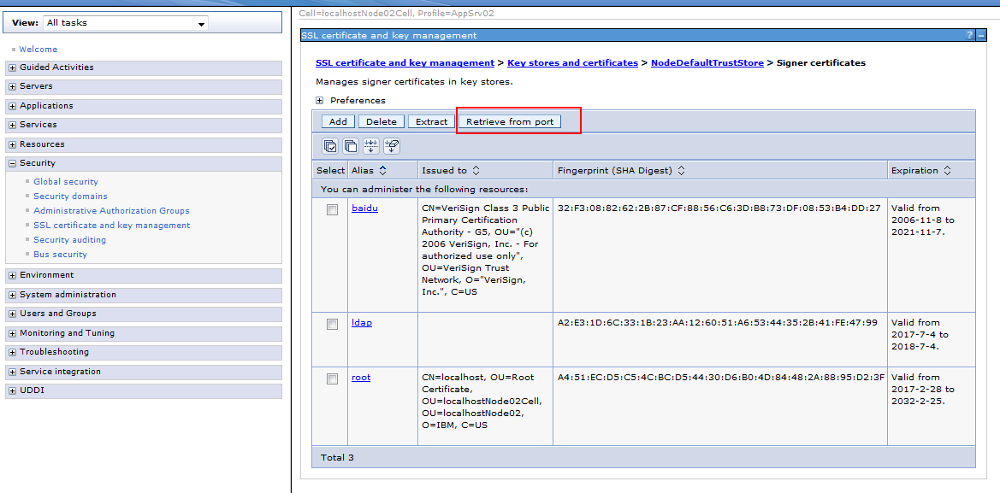 Cell=localhostNode02Cell, Profile=AppSrv02
View: All tasks
Welcome
Guided Activities
Servers
Applications
Services
Resources
Security
Global security
Security domains
Administrative Authorization Groups
SSL certificate and key management
Security auditing
Bus security
Environment
System administration
Users and Groups
Monitoring and Tuning
Troubleshooting
Service integration
UDDI
SSL certificate and key management ? –
SSL certificate and key management > Key stores and certificates > NodeDefaultTrustStore > Signer certificates
Manages signer certificates in key stores.
Preferences
Add Delete Extract Retrieve from port
Select Alias Issued to Fingerprint (SHA Digest) Expiration
You can administer the following resources:
baidu
CN=VeriSign Class 3 Public
Primary Certification
Authority - G5, OU="(c)
2006 VeriSign, Inc. - For
authorized use only",
OU=VeriSign Trust
Network, O="VeriSign,
Inc.", C=US
32:F3:08:82:62:2B:87:CF:88:56:C6:3D:B8:73:DF:08:53:B4:DD:27
Valid from
2006-11-8 to
2021-11-7.
ldap
A2:E3:1D:6C:33:1B:23:AA:12:60:51:A6:53:44:35:2B:41:FE:47:99
Valid from
2017-7-4 to
2018-7-4.
root
CN=localhost, OU=Root
Certificate,
OU=localhostNode02Cell,
OU=localhostNode02,
O=IBM, C=US
A4:51:EC:D5:C5:4C:BC:D5:44:30:D6:B0:4D:84:48:2A:88:95:D2:3F
Valid from
2017-2-28 to
2032-2-25.
Total 3